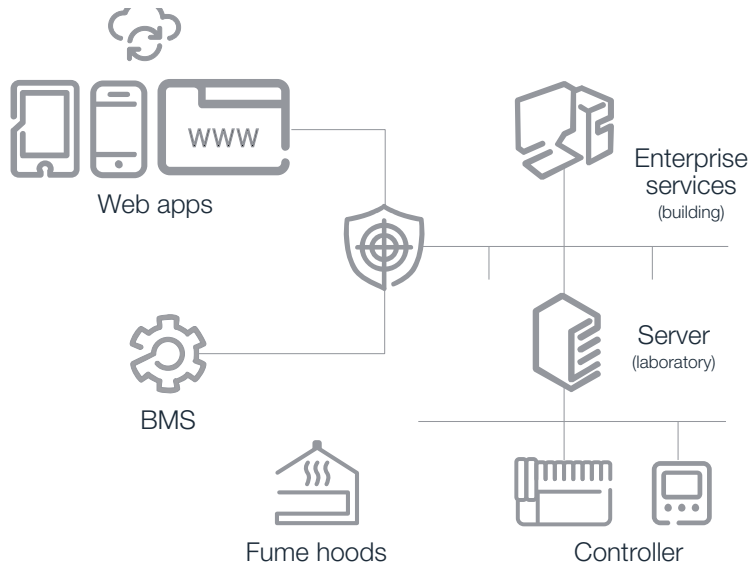 www
Web apps
Enterprise
services
(building)
Server
(laboratory)
BMS
Fume hoods
Controller